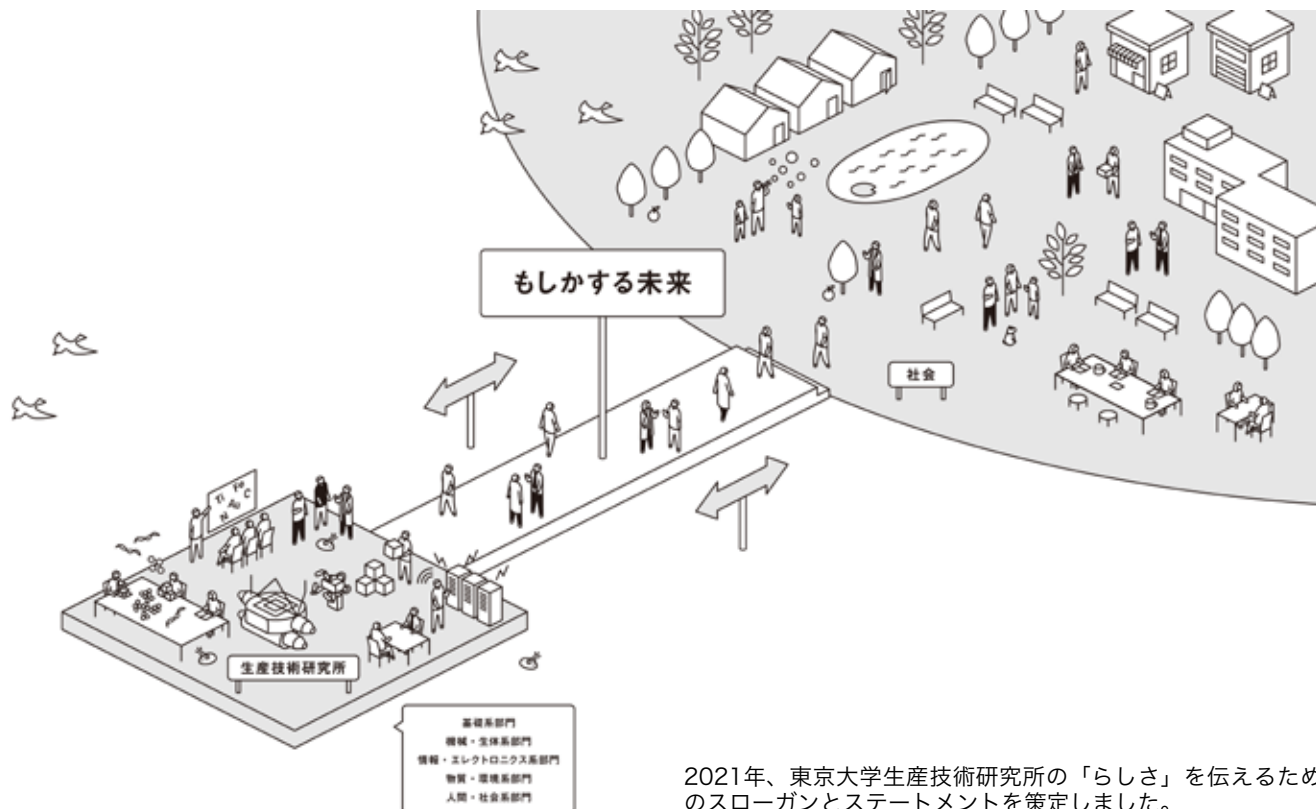 もしかする未来
社会
Ti Fe
Au C
N
生産技術研究所
基礎系部門
機械・生体系部門
情報・エレクトロニクス系部門
物質・環境系部門
人間・社会系部門
2021年、東京大学生産技術研究所の「らしさ」を伝えるため
のスローガンとステートメントを策定しました。